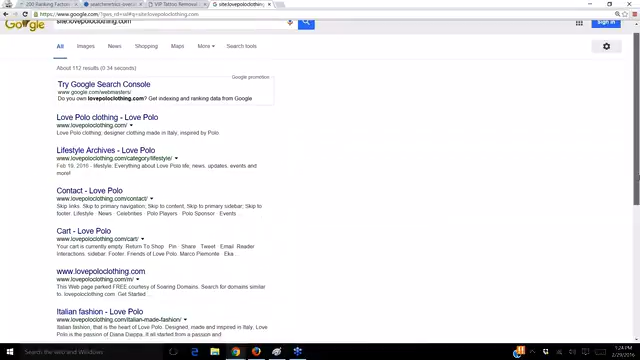 200 Ranking Factors
VIP Tattoo Removal
site:lovepoloclothing
https://www.google.com/?gws_rd=ssl#q=site:lovepoloclothing.com
Google
site:lovepoloclothing.com
Sign in
All Images News Shopping Maps More Search tools
About 112 results (0.34 seconds)
Google promotion
Try Google Search Console
www.google.com/webmasters/
Do you own lovepoloclothing.com? Get indexing and ranking data from Google
Love Polo clothing - Love Polo
www.lovepoloclothing.com/
Love Polo clothing, designer clothing made in Italy, inspired by Polo.
Lifestyle Archives - Love Polo
www.lovepoloclothing.com/category/lifestyle/
Feb 19, 2016 - lifestyle. Everything about Love Polo life, news, updates, events and
more!
Contact - Love Polo
www.lovepoloclothing.com/contact/
Skip links. Skip to primary navigation; Skip to content; Skip to primary sidebar; Skip to
footer. Lifestyle · News · Celebrities · Polo Players · Polo Sponsor · Events
Cart - Love Polo
www.lovepoloclothing.com/cart/
Your cart is currently empty. Return To Shop · Pin · Share · Tweet · Email. Reader
Interactions. sidebar. Footer. Friends of Love Polo. Marco Piemonte · Eka ...
www.lovepoloclothing.com
www.lovepoloclothing.com/m/
This Web page parked FREE courtesy of Soaring Domains. Search for domains similar
to. lovepoloclothing.com. Get Started ...
Italian fashion - Love Polo
www.lovepoloclothing.com/italian-made-fashion/
Italian fashion, that is the heart of Love Polo. Designed, made and inspired in Italy, Love
Polo is the passion of Diana Dappa. It all started from a passion and
Search the web and Windows
1:24 PM
2/29/2016